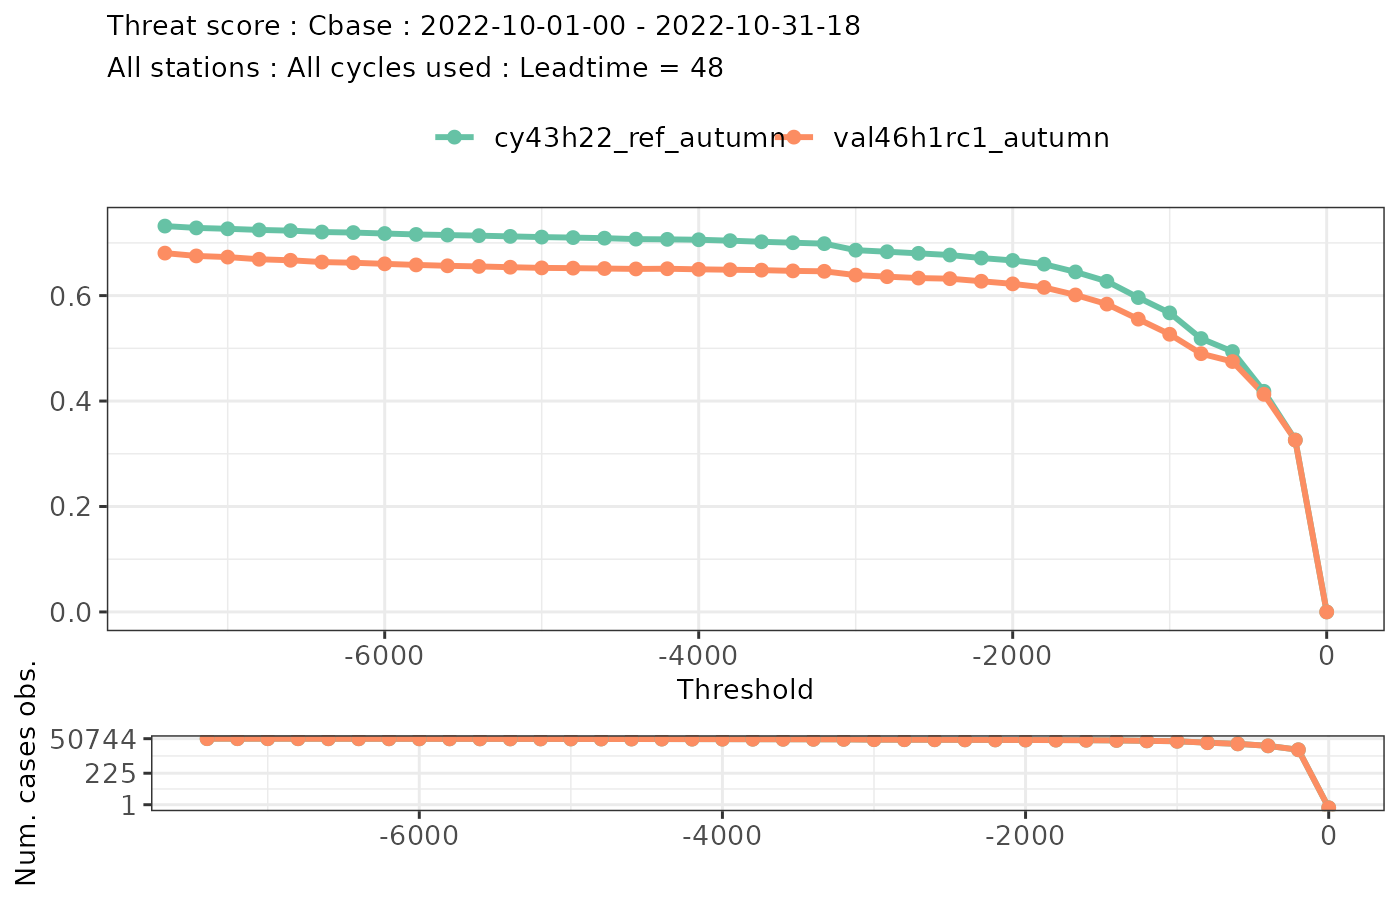 Threat score : Cbase : 2022-10-01-00 - 2022-10-31-18
All stations : All cycles used : Leadtime = 48
cy43h22_ref_autumn val46h1rc1_autumn
0.6
0.4
0.2
0.0
-6000 -4000 -2000 0
Threshold
Num. cases obs.
50744
225
1
-6000 -4000 -2000 0